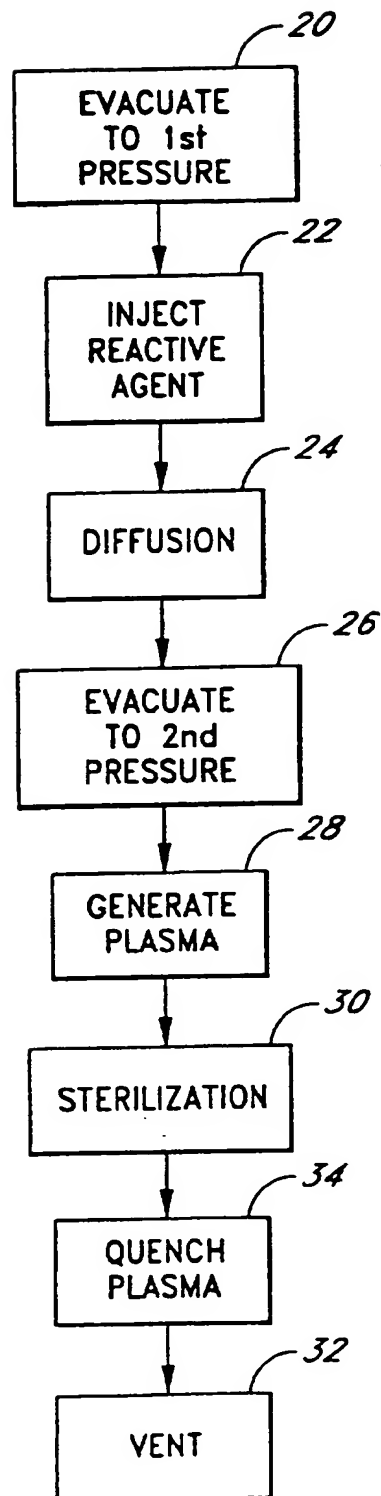 20
EVACUATE
TO 1st
PRESSURE
22
INJECT
REACTIVE
AGENT
24
DIFFUSION
26
EVACUATE
TO 2nd
PRESSURE
28
GENERATE
PLASMA
30
STERILIZATION
34
QUENCH
PLASMA
32
VENT